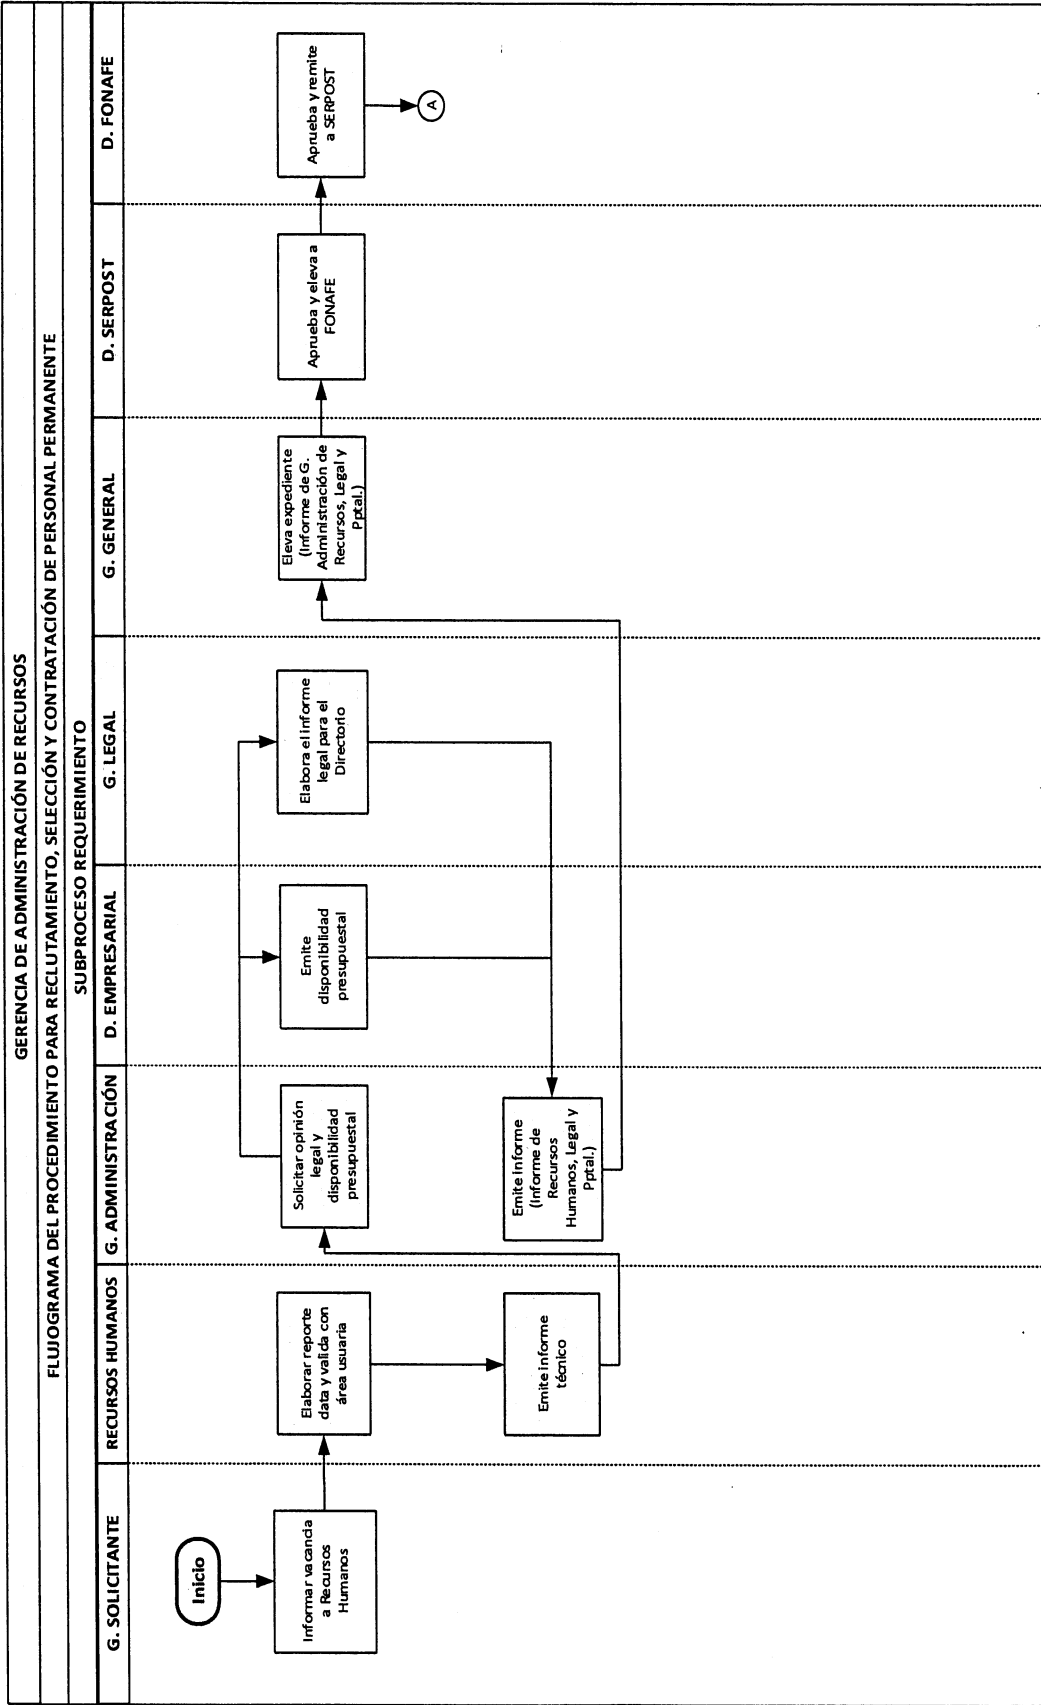 GERENCIA DE ADMINISTRACIÓN DE RECURSOS
FLUJOGRAMA DEL PROCEDIMIENTO PARA RECLUTAMIENTO, SELECCIÓN Y CONTRATACIÓN DE PERSONAL PERMANENTE
SUBPROCESO REQUERIMIENTO
G. SOLICITANTE
RECURSOS HUMANOS
G. ADMINISTRACIÓN
D. EMPRESARIAL
G. LEGAL
G. GENERAL
D. SERPOST
D. FONAFE
Inicio
Informar vacancia
a Recursos
Humanos
Elaborar reporte
data y valida con
área usuaria
Emite informe
técnico
Solicitar opinión
legal y
disponibilidad
presupuestal
Emite informe
(Informe de
Recursos
Humanos, Legal y
Pptal.)
Emite
disponibilidad
presupuestal
Elabora el informe
legal para el
Directorio
Eleva expediente
(Informe de G.
Administración de
Recursos, Legal y
Pptal.)
Aprueba y eleva a
FONAFE
Aprueba y remite
a SERPOST
A